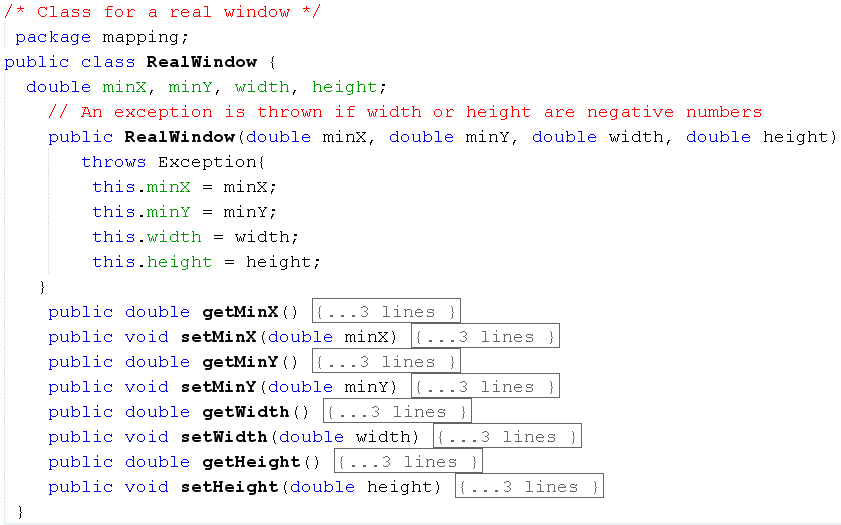 /* Class for a real window */
package mapping;
public class RealWindow {
double minX, minY, width, height;
// An exception is thrown if width or height are negative numbers
public RealWindow(double minX, double minY, double width, double height)
throws Exception{
this.minX = minX;
this.minY = minY;
this.width = width;
this.height = height;
}
public double getMinX() {...3 lines }
public void setMinX(double minX) {...3 lines }
public double getMinY() {...3 lines }
public void setMinY(double minY) {...3 lines }
public double getWidth() {...3 lines }
public void setWidth(double width) {...3 lines }
public double getHeight() {...3 lines }
public void setHeight(double height) {...3 lines }
}